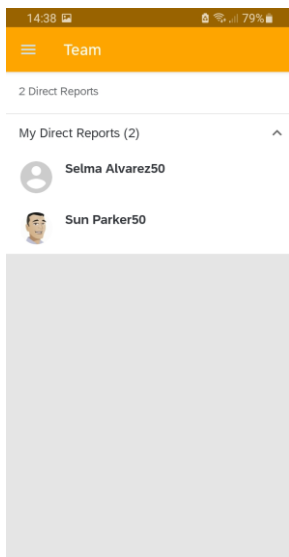 14:38 79%
Team
2 Direct Reports
My Direct Reports (2)
Selma Alvarez50
Sun Parker50